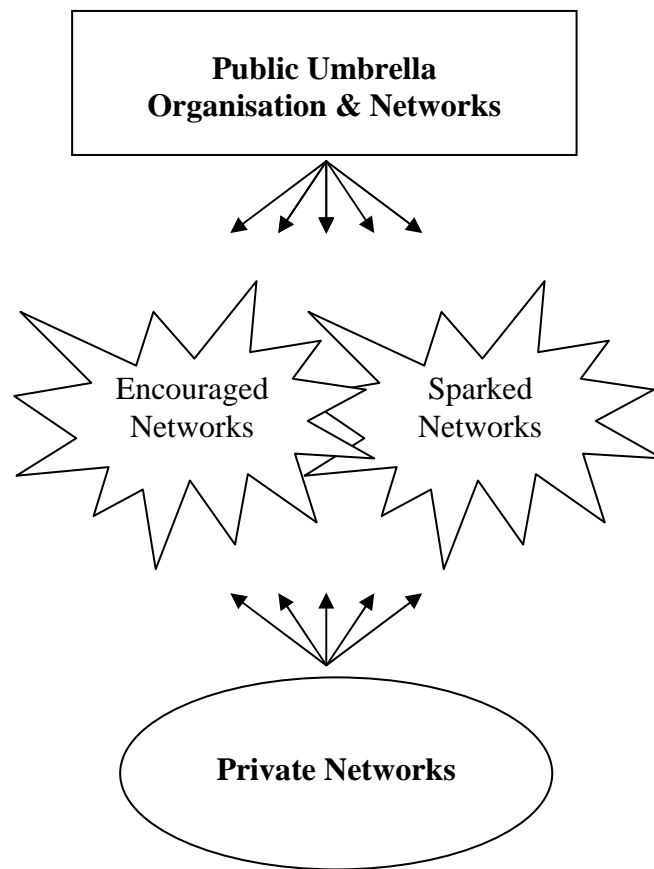 Public Umbrella
Organisation & Networks
Encouraged
Networks
Sparked
Networks
Private Networks